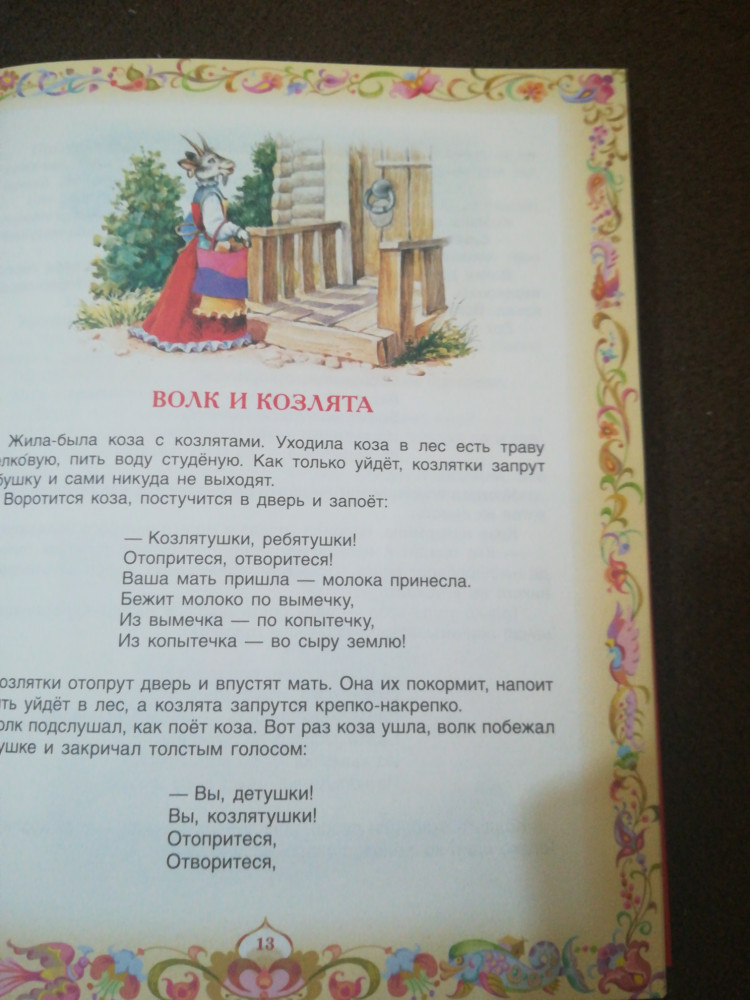 ВОЛК И КОЗЛЯТА
Жила-была коза с козлятами. Уходила коза в лес есть траву
лко́вую, пить воду студёную. Как только уйдёт, козлятки запрут
бушку и сами никуда не выходят.
Воротится коза, постучится в дверь и запоёт:
— Козлятушки, ребятушки!
Отопритеся, отворитеся!
Ваша мать пришла — молока принесла.
Бежит молоко по вымечку,
Из вымечка — по копытечку,
Из копытечка — во сыру землю!
озлятки отопрут дверь и впустят мать. Она их покормит, напоит
ть уйдёт в лес, а козлята запрутся крепко-накрепко.
олк подслушал, как поёт коза. Вот раз коза ушла, волк побежал
ушке и закричал толстым голосом:
— Вы, детушки!
Вы, козлятушки!
Отопритеся,
Отворитеся,
13